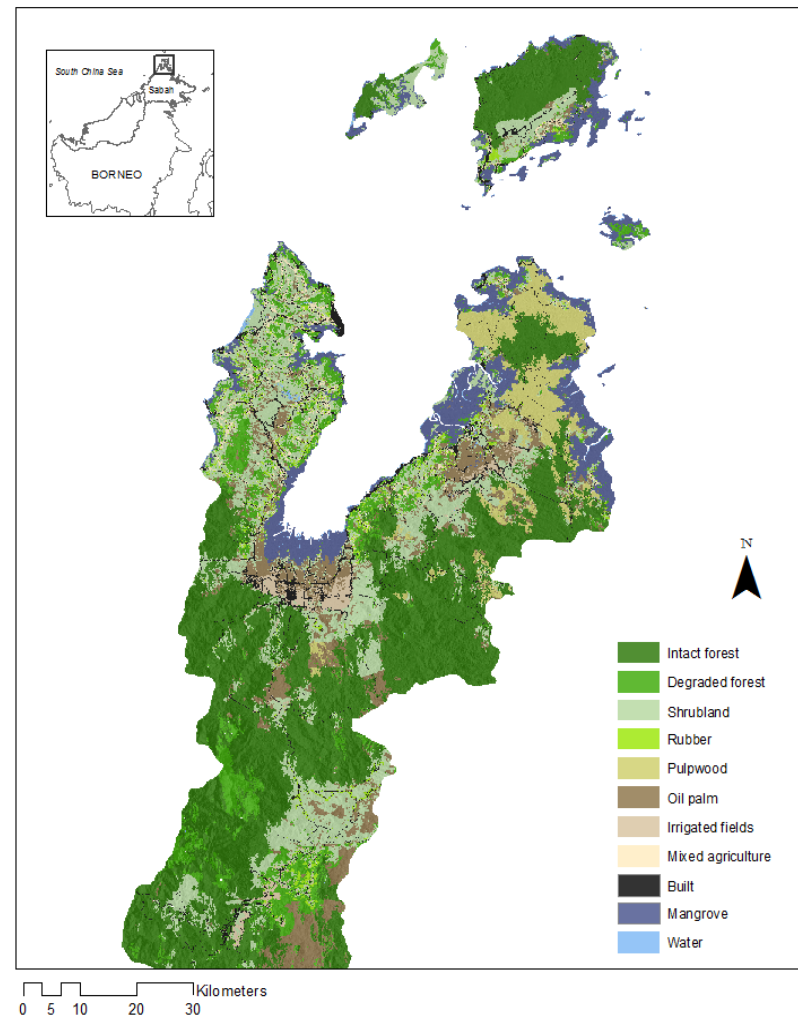 South China Sea
Sabah
BORNEO
N
Intact forest
Degraded forest
Shrubland
Rubber
Pulpwood
Oil palm
Irrigated fields
Mixed agriculture
Built
Mangrove
Water
Kilometers
0 5 10 20 30